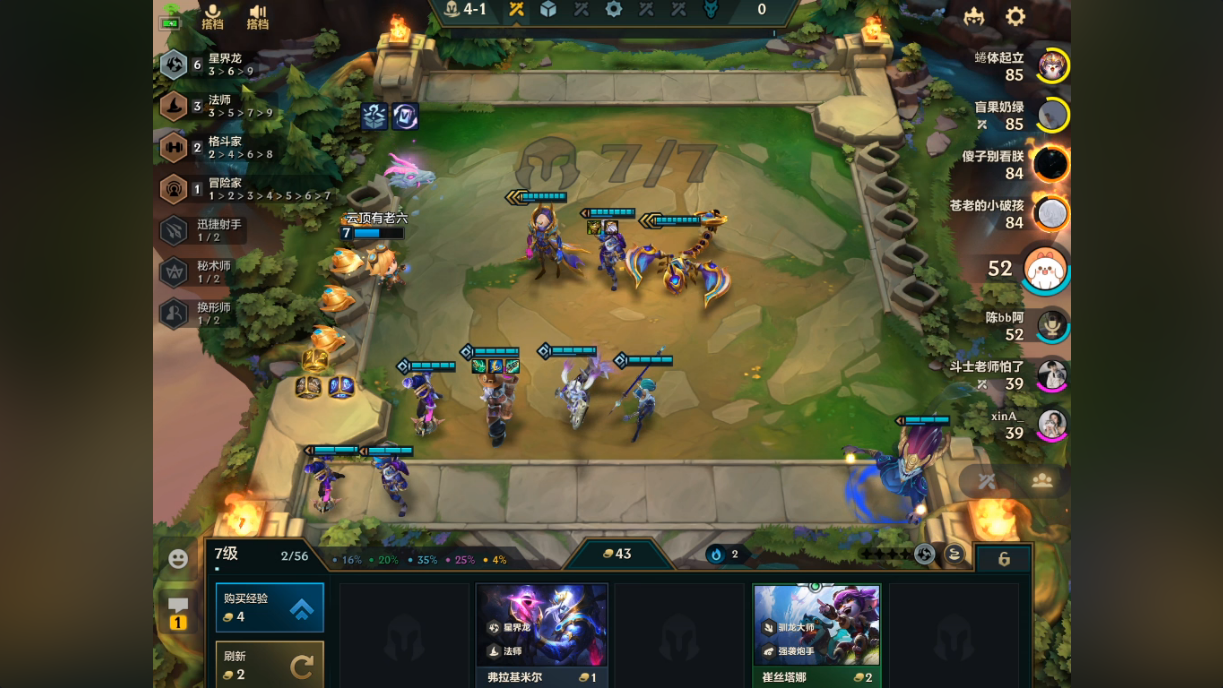 搭档
搭档
4-1
0
6 星界龙
3 > 6 > 9
3 法师
3 > 5 > 7 > 9
2 格斗家
2 > 4 > 6 > 8
1 冒险家
1 > 2 > 3 > 4 > 5 > 6 > 7
迅捷射手
1 / 2
秘术师
1 / 2
换形师
1 / 2
7/7
云顶有老六
7
蜷体起立
85
盲果奶绿
85
傻子别看朕
84
苍老的小破孩
84
52
陈bb阿
52
斗士老师怕了
39
xinA_
39
7级
2/56
16% 20% 35% 25% 4%
43
2
1
购买经验
4
刷新
2
星界龙
法师
弗拉基米尔 1
驯龙大师
强袭炮手
崔丝塔娜 2